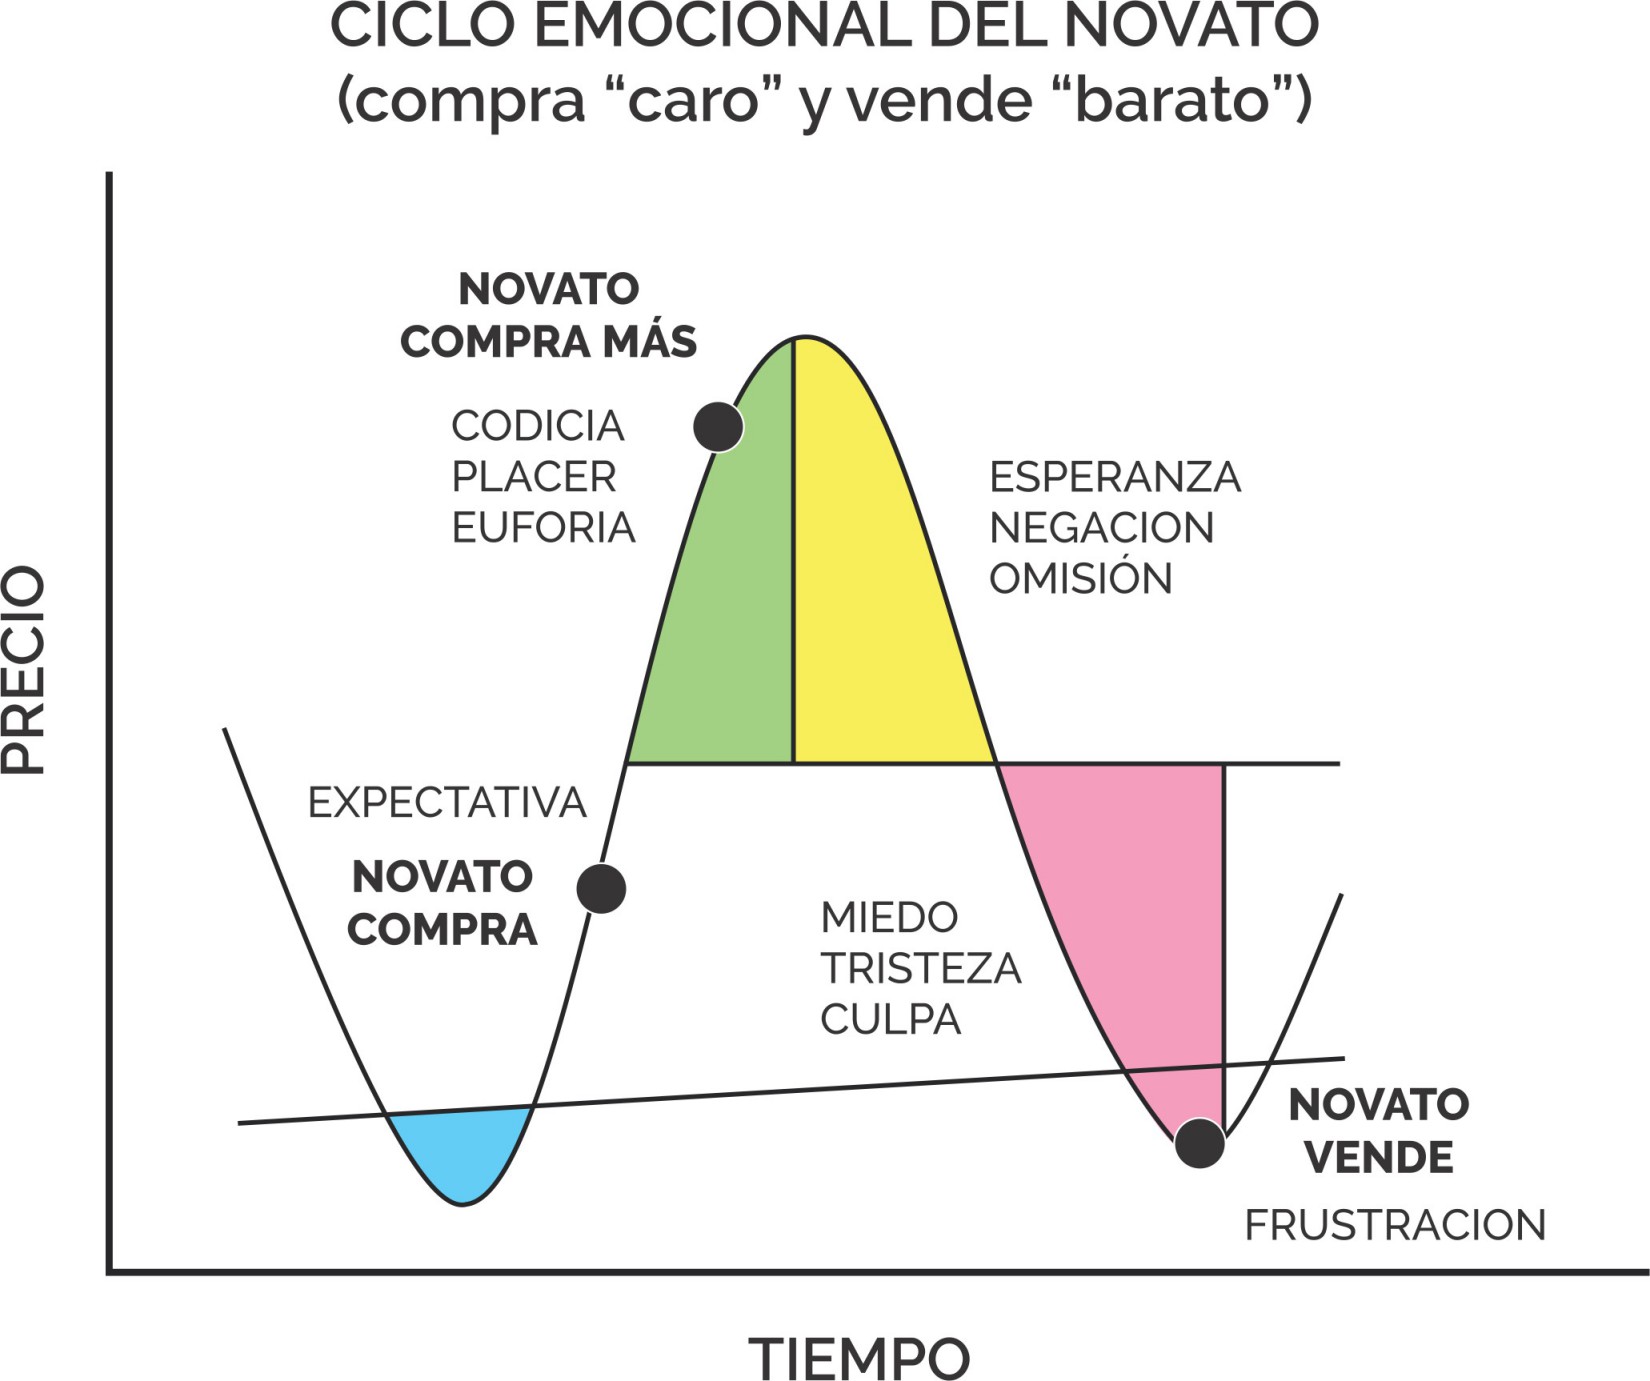 CICLO EMOCIONAL DEL NOVATO
(compra “caro” y vende “barato”)
NOVATO
COMPRA MÁS
CODICIA
PLACER
EUFORIA
ESPERANZA
NEGACION
OMISIÓN
PRECIO
EXPECTATIVA
NOVATO
COMPRA
MIEDO
TRISTEZA
CULPA
NOVATO
VENDE
FRUSTRACION
TIEMPO